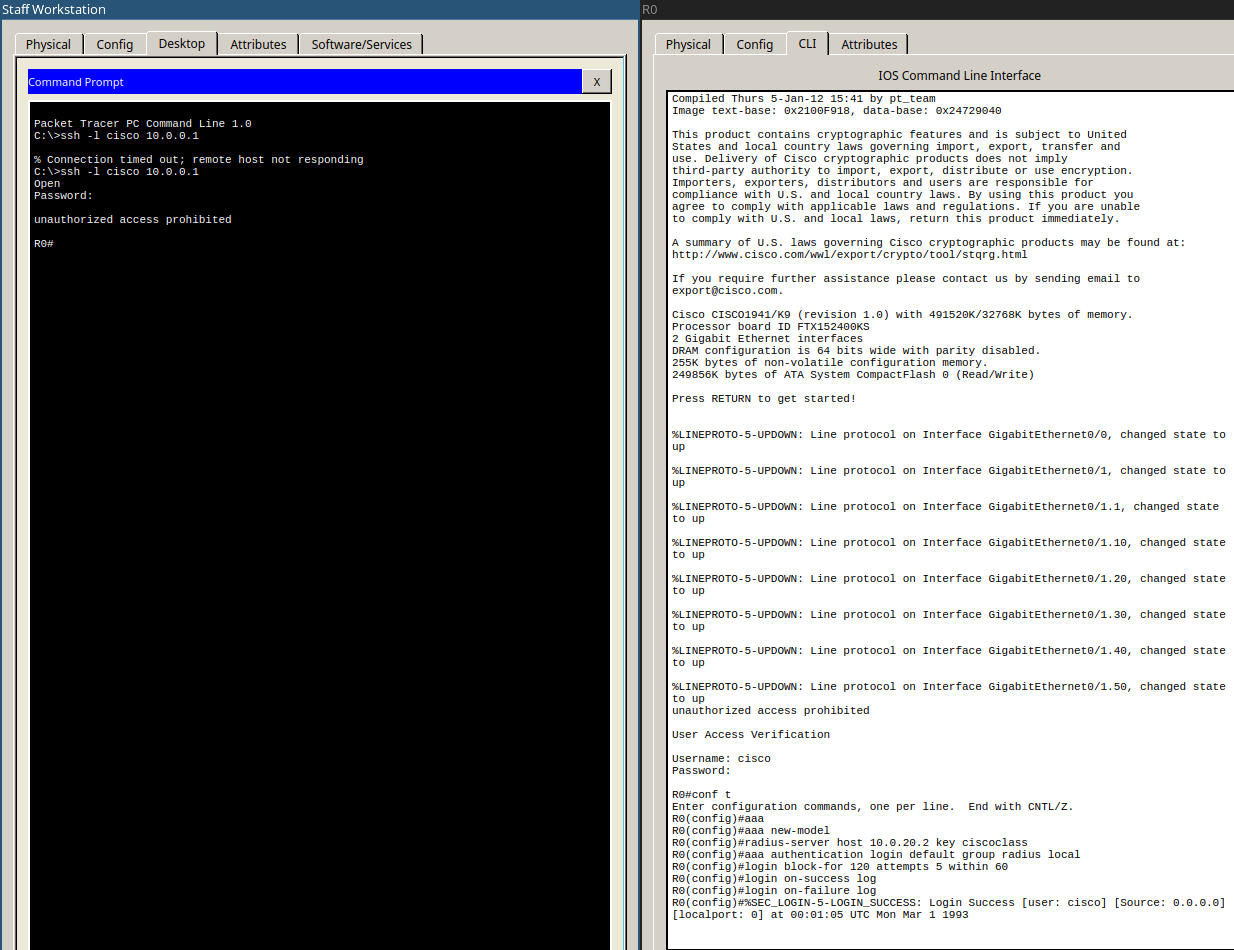 Staff Workstation
Physical Config Desktop Attributes Software/Services
Command Prompt X
Packet Tracer PC Command Line 1.0
C:\>ssh -l cisco 10.0.0.1
% Connection timed out; remote host not responding
C:\>ssh -l cisco 10.0.0.1
Open
Password:
unauthorized access prohibited
R0#
R0
Physical Config CLI Attributes
IOS Command Line Interface
Compiled Thurs 5-Jan-12 15:41 by pt_team
Image text-base: 0x2100F918, data-base: 0x24729040
This product contains cryptographic features and is subject to United
States and local country laws governing import, export, transfer and
use. Delivery of Cisco cryptographic products does not imply
third-party authority to import, export, distribute or use encryption.
Importers, exporters, distributors and users are responsible for
compliance with U.S. and local country laws. By using this product you
agree to comply with applicable laws and regulations. If you are unable
to comply with U.S. and local laws, return this product immediately.
A summary of U.S. laws governing Cisco cryptographic products may be found at:
http://www.cisco.com/wwl/export/crypto/tool/stqrg.html
If you require further assistance please contact us by sending email to
export@cisco.com.
Cisco CISCO1941/K9 (revision 1.0) with 491520K/32768K bytes of memory.
Processor board ID FTX152400KS
2 Gigabit Ethernet interfaces
DRAM configuration is 64 bits wide with parity disabled.
255K bytes of non-volatile configuration memory.
249856K bytes of ATA System CompactFlash 0 (Read/Write)
Press RETURN to get started!
%LINEPROTO-5-UPDOWN: Line protocol on Interface GigabitEthernet0/0, changed state to
up
%LINEPROTO-5-UPDOWN: Line protocol on Interface GigabitEthernet0/1, changed state to
up
%LINEPROTO-5-UPDOWN: Line protocol on Interface GigabitEthernet0/1.1, changed state
to up
%LINEPROTO-5-UPDOWN: Line protocol on Interface GigabitEthernet0/1.10, changed state
to up
%LINEPROTO-5-UPDOWN: Line protocol on Interface GigabitEthernet0/1.20, changed state
to up
%LINEPROTO-5-UPDOWN: Line protocol on Interface GigabitEthernet0/1.30, changed state
to up
%LINEPROTO-5-UPDOWN: Line protocol on Interface GigabitEthernet0/1.40, changed state
to up
%LINEPROTO-5-UPDOWN: Line protocol on Interface GigabitEthernet0/1.50, changed state
to up
unauthorized access prohibited
User Access Verification
Username: cisco
Password:
R0#conf t
Enter configuration commands, one per line.  End with CNTL/Z.
R0(config)#aaa
R0(config)#aaa new-model
R0(config)#radius-server host 10.0.20.2 key ciscoclass
R0(config)#aaa authentication login default group radius local
R0(config)#login block-for 120 attempts 5 within 60
R0(config)#login on-success log
R0(config)#login on-failure log
R0(config)#%SEC_LOGIN-5-LOGIN_SUCCESS: Login Success [user: cisco] [Source: 0.0.0.0]
[localport: 0] at 00:01:05 UTC Mon Mar 1 1993